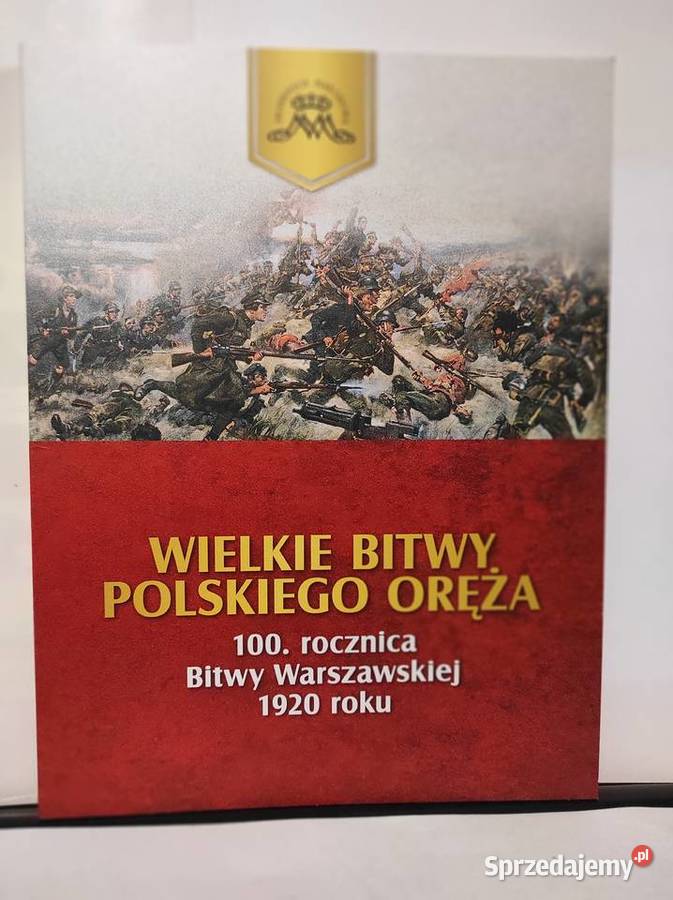 WIELKIE BITWY
POLSKIEGO ORĘŻA
100. rocznica
Bitwy Warszawskiej
1920 roku
Sprzedajemy.pl